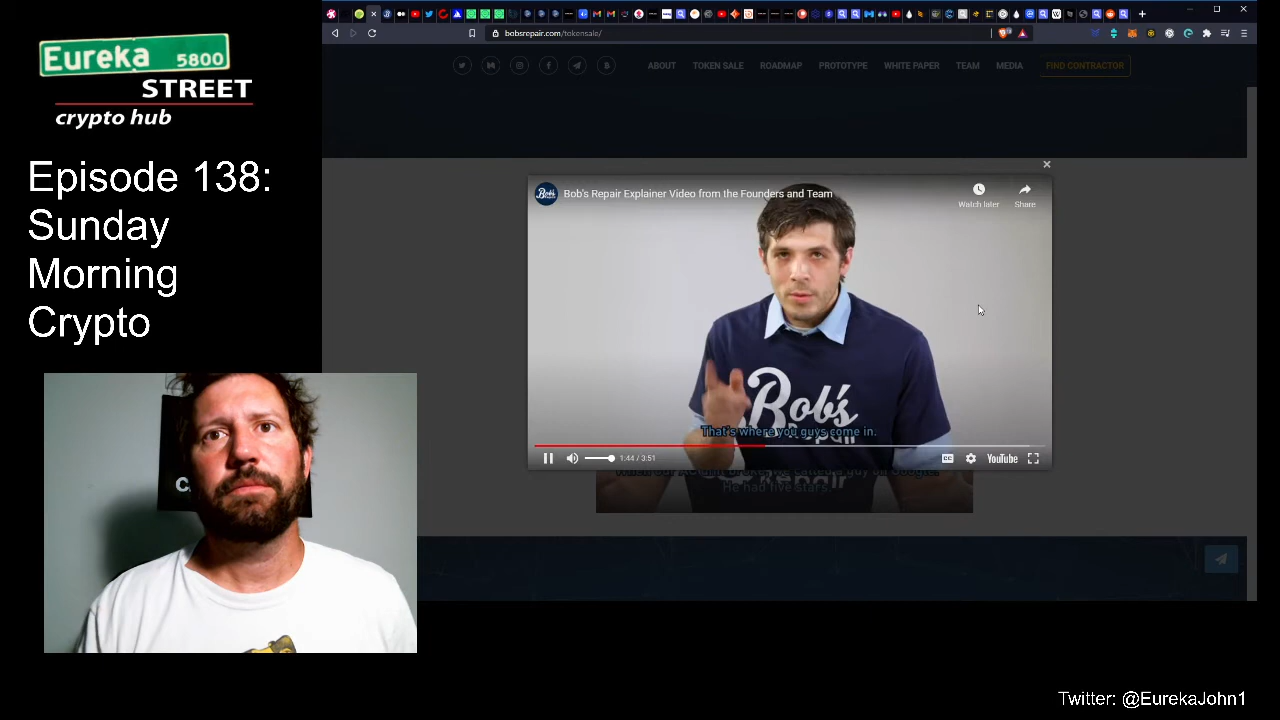 Eureka 5800
STREET
crypto hub
Episode 138:
Sunday
Morning
Crypto
bobsrepair.com/tokensale/
ABOUT TOKEN SALE ROADMAP PROTOTYPE WHITE PAPER TEAM MEDIA FIND CONTRACTOR
Bob's Repair Explainer Video from the Founders and Team
Watch later Share
Bob's
Repair
That's where you guys come in.
1:44 / 3:51
CC
YouTube
He had five stars.
Twitter: @EurekaJohn1